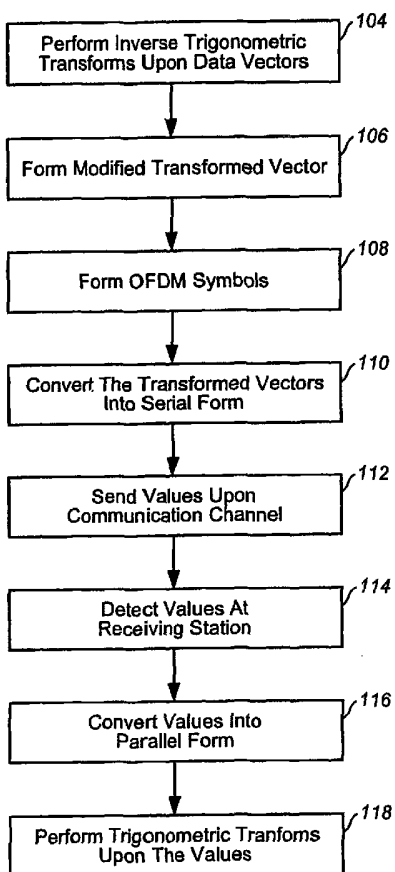 104
Perform Inverse Trigonometric
Transforms Upon Data Vectors
106
Form Modified Transformed Vector
108
Form OFDM Symbols
110
Convert The Transformed Vectors
Into Serial Form
112
Send Values Upon
Communication Channel
114
Detect Values At
Receiving Station
116
Convert Values Into
Parallel Form
118
Perform Trigonometric Tranfoms
Upon The Values